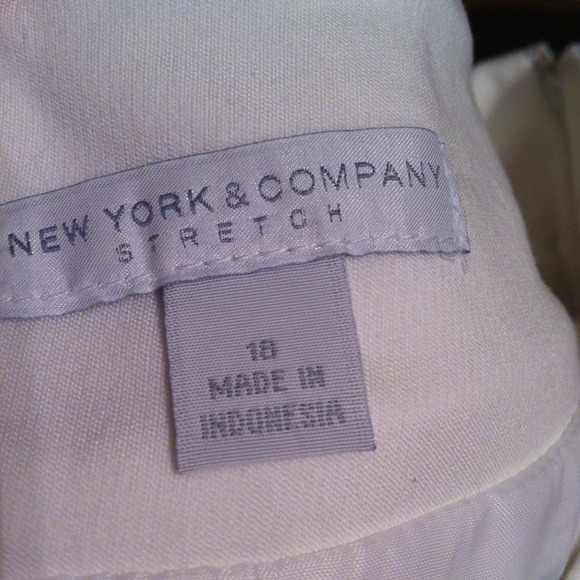 NEW YORK & COMPANY
STRETCH
18
MADE IN
INDONESIA